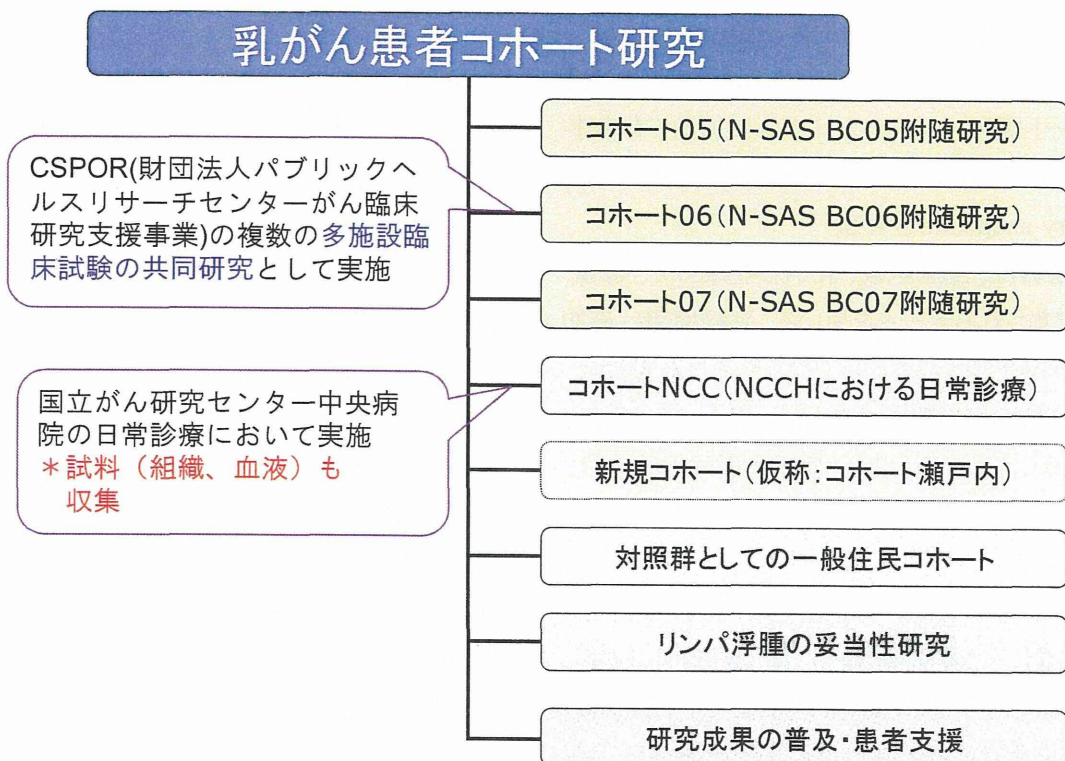 乳がん患者コホート研究
コホート05(N-SAS BC05附随研究)
CSPOR(財団法人パブリックヘ
ルスリサーチセンターがん臨床
研究支援事業)の複数の多施設臨
床試験の共同研究として実施
コホート06(N-SAS BC06附随研究)
コホート07(N-SAS BC07附随研究)
コホートNCC(NCCHにおける日常診療)
国立がん研究センター中央病
院の日常診療において実施
＊試料（組織、血液）も
収集
新規コホート(仮称:コホート瀬戸内)
対照群としての一般住民コホート
リンパ浮腫の妥当性研究
研究成果の普及・患者支援